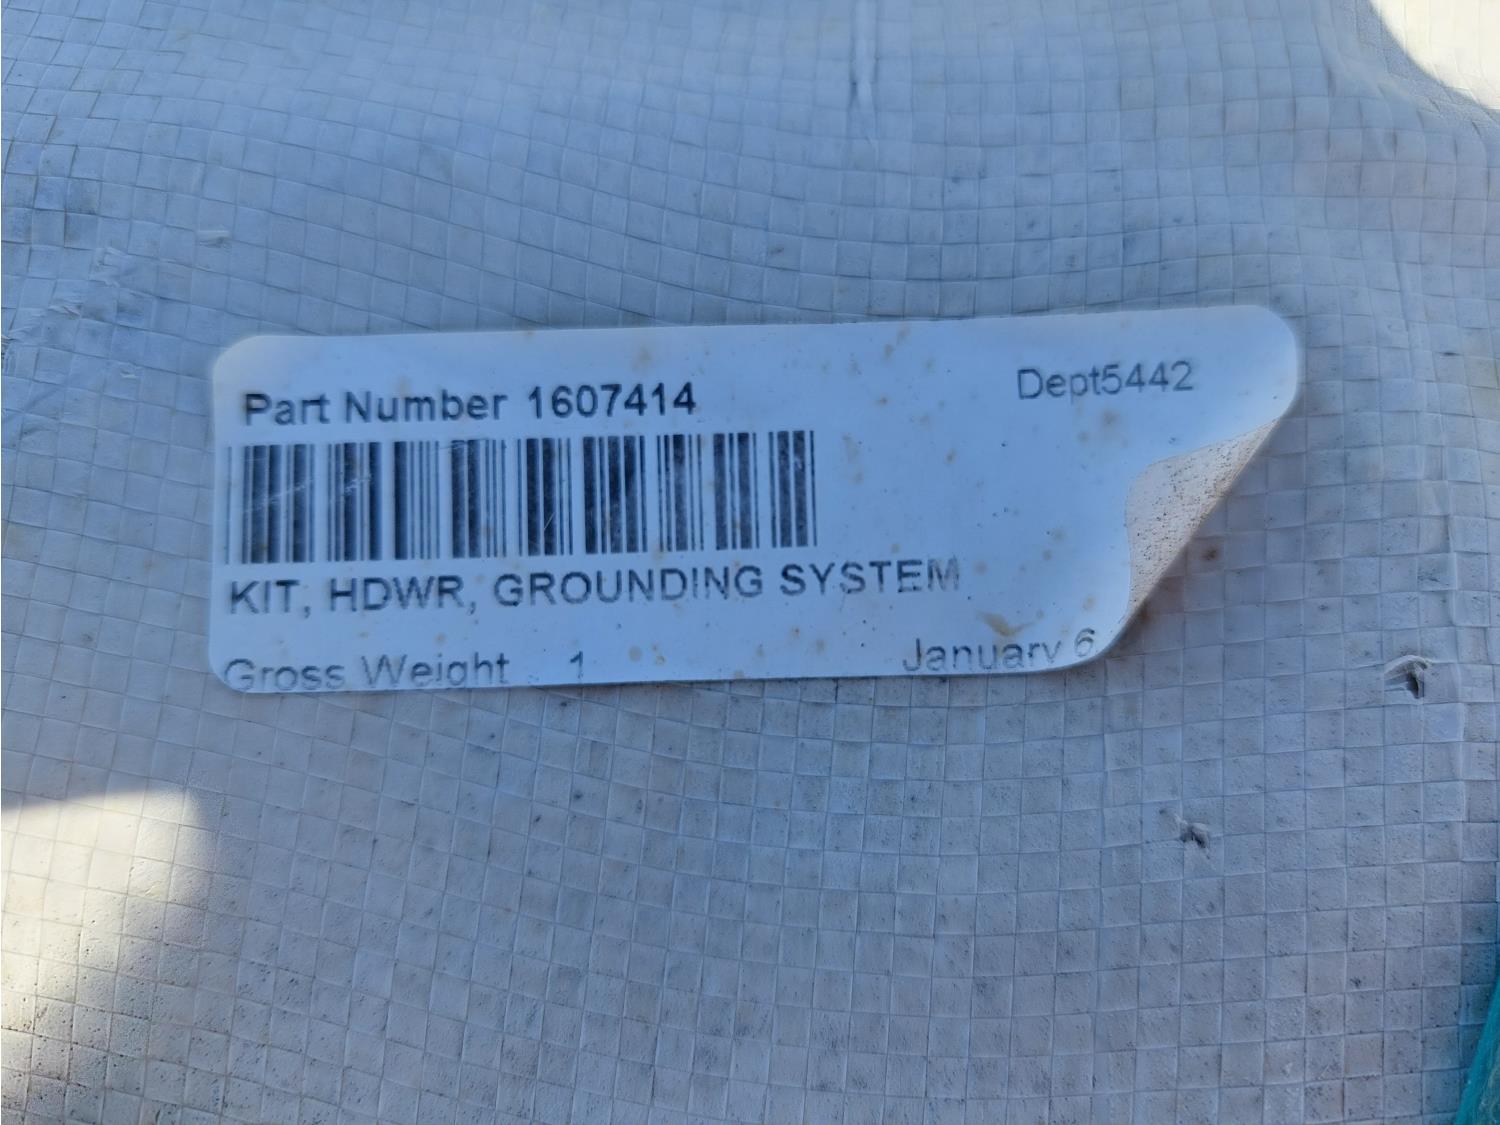 Part Number 1607414
Dept5442
KIT, HDWR, GROUNDING SYSTEM
Gross Weight 1
January 6